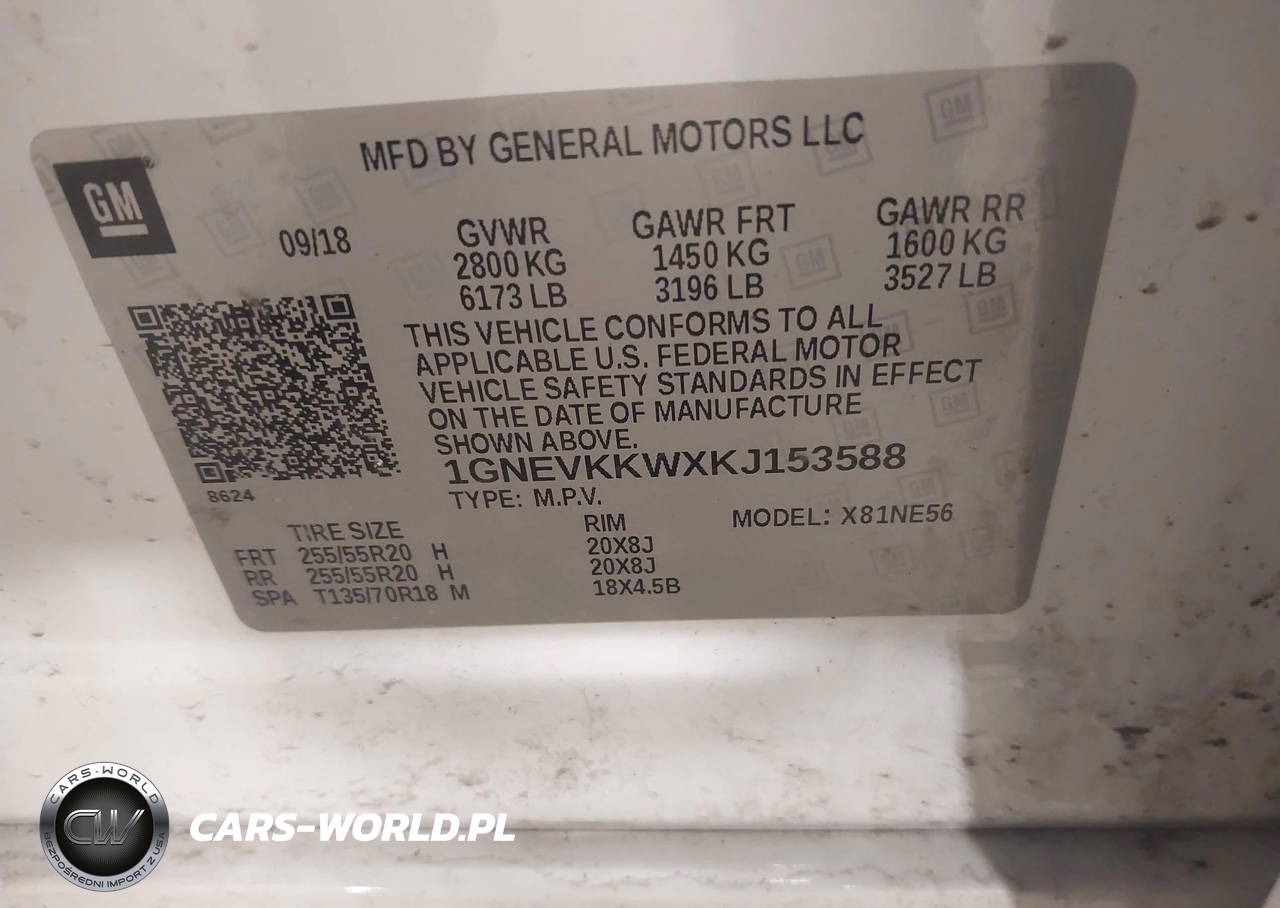 MFD BY GENERAL MOTORS LLC
GM
®
09/18
GVWR GAWR FRT GAWR RR
2800 KG 1450 KG 1600 KG
6173 LB 3196 LB 3527 LB
THIS VEHICLE CONFORMS TO ALL
APPLICABLE U.S. FEDERAL MOTOR
VEHICLE SAFETY STANDARDS IN EFFECT
ON THE DATE OF MANUFACTURE
SHOWN ABOVE.
1GNEVKKWXKJ153588
8624
TYPE: M.P.V.
TIRE SIZE RIM MODEL: X81NE56
FRT 255/55R20 H 20X8J
RR 255/55R20 H 20X8J
SPA T135/70R18 M 18X4.5B
CARS-WORLD
CW
BEZPOŚREDNI IMPORT Z USA
CARS-WORLD.PL